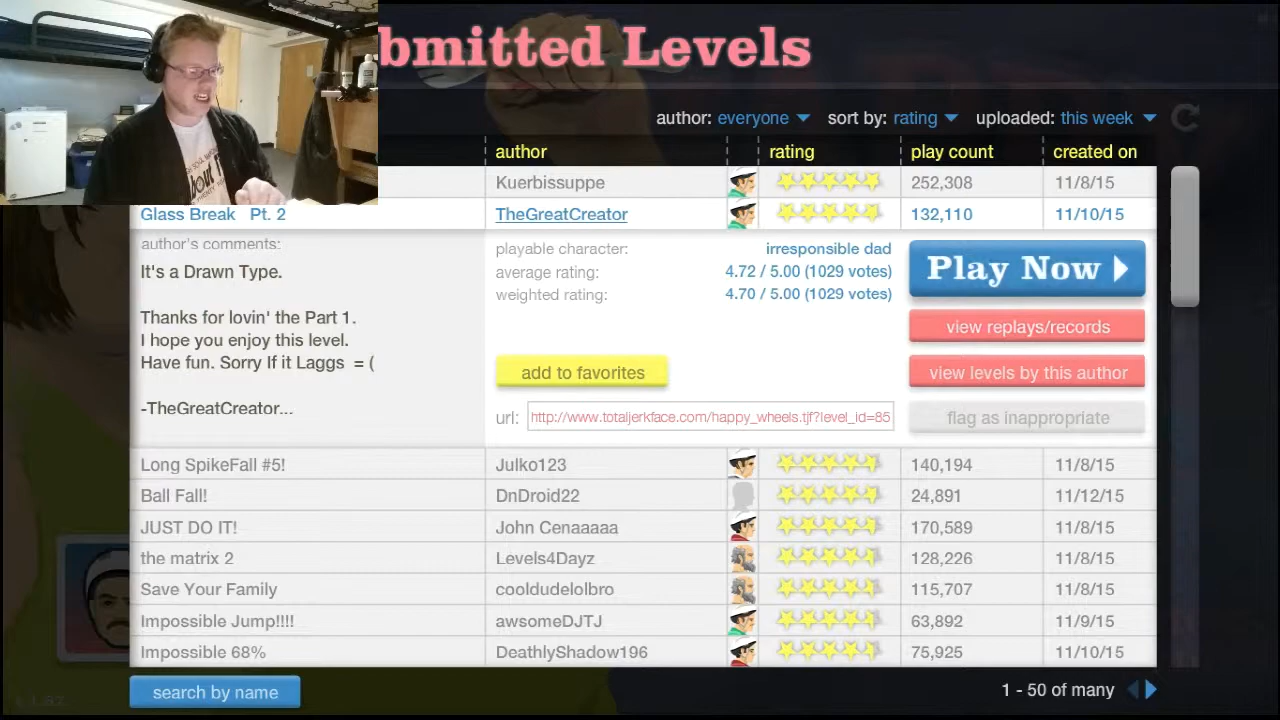 bmitted Levels
author: everyone sort by: rating uploaded: this week
author rating play count created on
Kuerbissuppe 252,308 11/8/15
Glass Break Pt. 2 TheGreatCreator 132,110 11/10/15
author's comments:
It's a Drawn Type.
Thanks for lovin' the Part 1.
I hope you enjoy this level.
Have fun. Sorry If it Laggs = (
-TheGreatCreator...
playable character: irresponsible dad
average rating: 4.72 / 5.00 (1029 votes)
weighted rating: 4.70 / 5.00 (1029 votes)
add to favorites
url: http://www.totaljerkface.com/happy_wheels.tjf?level_id=85
Play Now
view replays/records
view levels by this author
flag as inappropriate
Long SpikeFall #5! Julko123 140,194 11/8/15
Ball Fall! DnDroid22 24,891 11/12/15
JUST DO IT! John Cenaaaaa 170,589 11/8/15
the matrix 2 Levels4Dayz 128,226 11/8/15
Save Your Family cooldudelolbro 115,707 11/8/15
Impossible Jump!!!! awsomeDJTJ 63,892 11/9/15
Impossible 68% DeathlyShadow196 75,925 11/10/15
search by name 1 - 50 of many